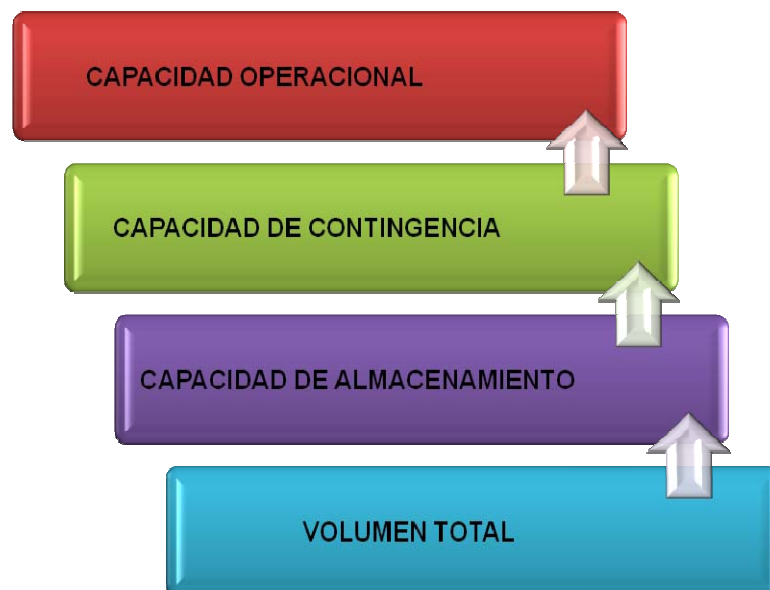 CAPACIDAD OPERACIONAL
CAPACIDAD DE CONTINGENCIA
CAPACIDAD DE ALMACENAMIENTO
VOLUMEN TOTAL